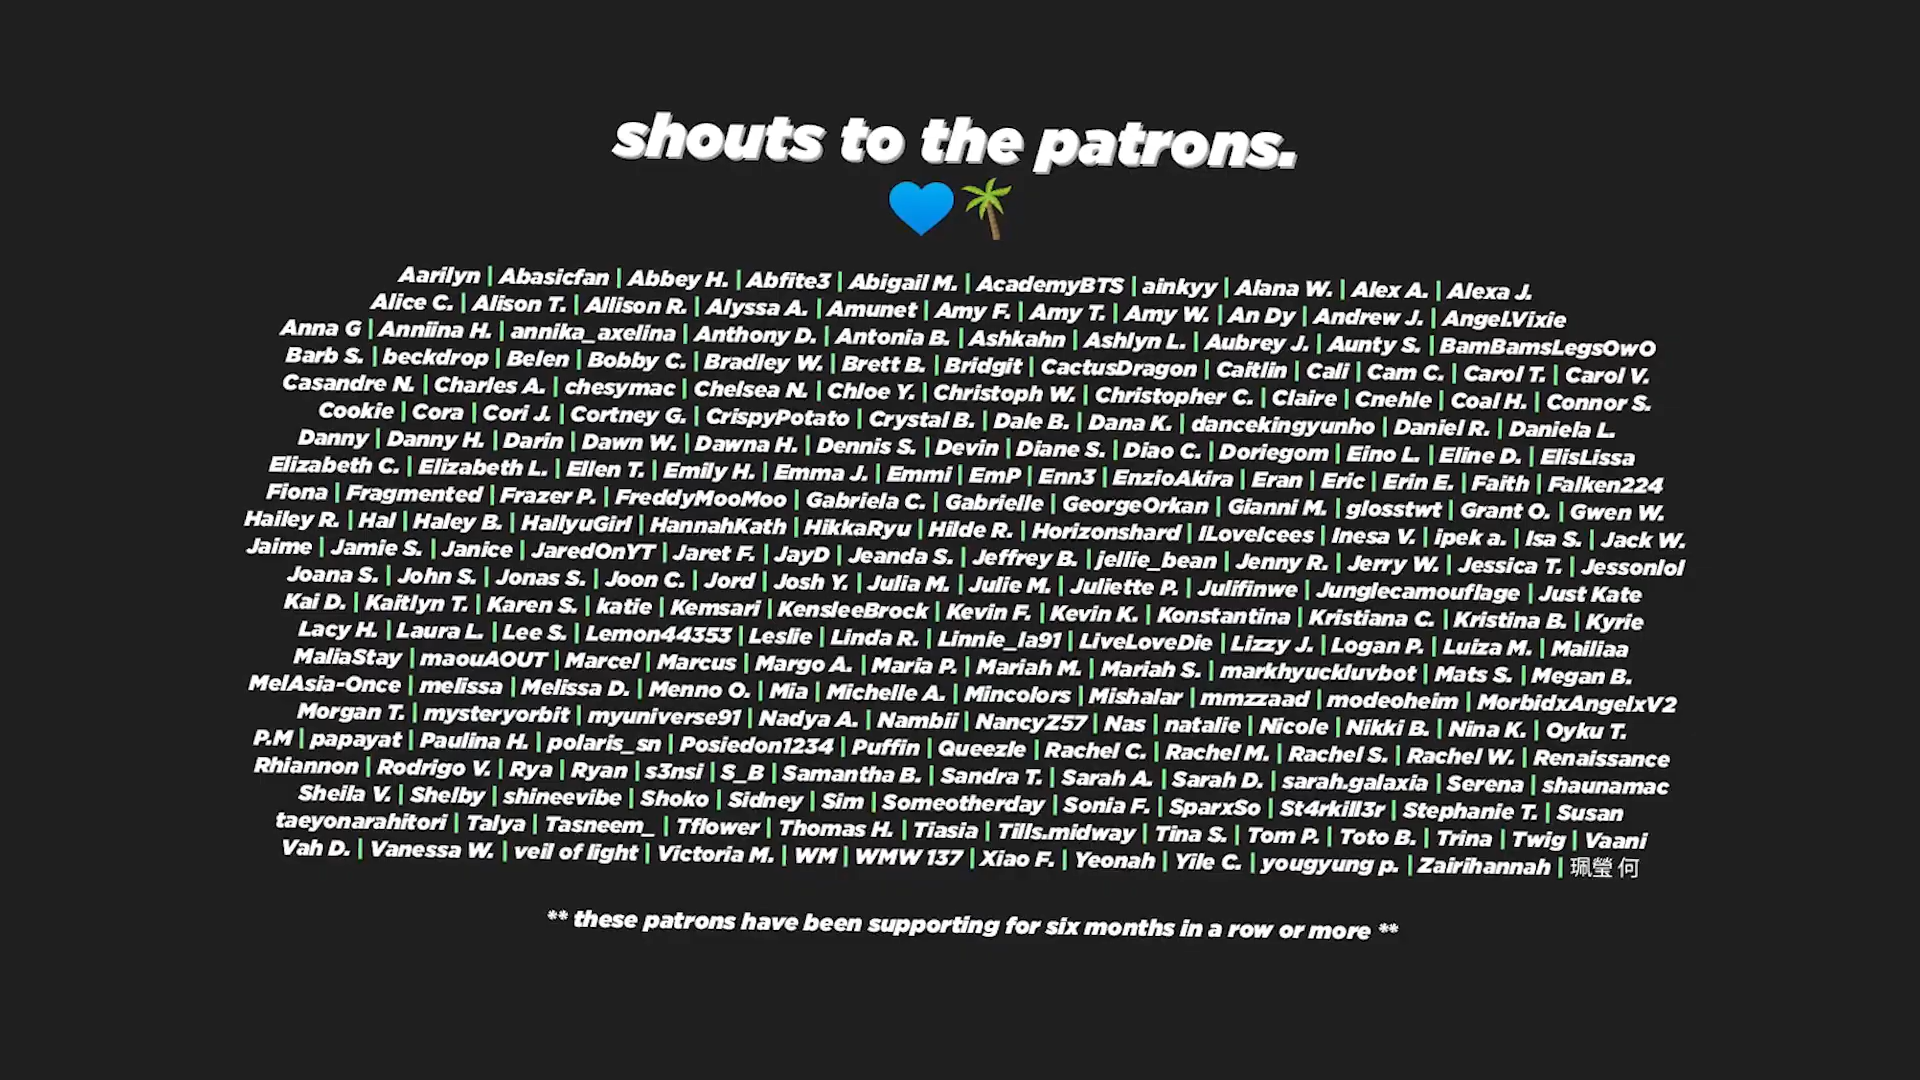 shouts to the patrons.
💙🌴
Aarilyn | Abasicfan | Abbey H. | Abfite3 | Abigail M. | AcademyBTS | ainkyy | Alana W. | Alex A. | Alexa J.
Alice C. | Alison T. | Allison R. | Alyssa A. | Amunet | Amy F. | Amy T. | Amy W. | An Dy | Andrew J. | Angel.Vixie
Anna G | Anniina H. | annika_axelina | Anthony D. | Antonia B. | Ashkahn | Ashlyn L. | Aubrey J. | Aunty S. | BamBamsLegsOwO
Barb S. | beckdrop | Belen | Bobby C. | Bradley W. | Brett B. | Bridgit | CactusDragon | Caitlin | Cali | Cam C. | Carol T. | Carol V.
Casandre N. | Charles A. | chesymac | Chelsea N. | Chloe Y. | Christoph W. | Christopher C. | Claire | Cnehle | Coal H. | Connor S.
Cookie | Cora | Cori J. | Cortney G. | CrispyPotato | Crystal B. | Dale B. | Dana K. | dancekingyunho | Daniel R. | Daniela L.
Danny | Danny H. | Darin | Dawn W. | Dawna H. | Dennis S. | Devin | Diane S. | Diao C. | Doriegom | Eino L. | Eline D. | ElisLissa
Elizabeth C. | Elizabeth L. | Ellen T. | Emily H. | Emma J. | Emmi | EmP | Enn3 | EnzioAkira | Eran | Eric | Erin E. | Faith | Falken224
Fiona | Fragmented | Frazer P. | FreddyMooMoo | Gabriela C. | Gabrielle | GeorgeOrkan | Gianni M. | glosstwt | Grant O. | Gwen W.
Hailey R. | Hal | Haley B. | HallyuGirl | HannahKath | HikkaRyu | Hilde R. | Horizonshard | ILoveIcees | Inesa V. | ipek a. | Isa S. | Jack W.
Jaime | Jamie S. | Janice | JaredOnYT | Jaret F. | JayD | Jeanda S. | Jeffrey B. | jellie_bean | Jenny R. | Jerry W. | Jessica T. | Jessonlol
Joana S. | John S. | Jonas S. | Joon C. | Jord | Josh Y. | Julia M. | Julie M. | Juliette P. | Julifinwe | Junglecamouflage | Just Kate
Kai D. | Kaitlyn T. | Karen S. | katie | Kemsari | KensleeBrock | Kevin F. | Kevin K. | Konstantina | Kristiana C. | Kristina B. | Kyrie
Lacy H. | Laura L. | Lee S. | Lemon44353 | Leslie | Linda R. | Linnie_la91 | LiveLoveDie | Lizzy J. | Logan P. | Luiza M. | Mailiaa
MaliaStay | maouAOUT | Marcel | Marcus | Margo A. | Maria P. | Mariah M. | Mariah S. | markhyuckluvbot | Mats S. | Megan B.
MelAsia-Once | melissa | Melissa D. | Menno O. | Mia | Michelle A. | Mincolors | Mishalar | mmzzaad | modeoheim | MorbidxAngelxV2
Morgan T. | mysteryorbit | myuniverse91 | Nadya A. | Nambii | NancyZ57 | Nas | natalie | Nicole | Nikki B. | Nina K. | Oyku T.
P.M | papayat | Paulina H. | polaris_sn | Posiedon1234 | Puffin | Queezle | Rachel C. | Rachel M. | Rachel S. | Rachel W. | Renaissance
Rhiannon | Rodrigo V. | Rya | Ryan | s3nsi | S_B | Samantha B. | Sandra T. | Sarah A. | Sarah D. | sarah.galaxia | Serena | shaunamac
Sheila V. | Shelby | shineevibe | Shoko | Sidney | Sim | Someotherday | Sonia F. | SparxSo | St4rkill3r | Stephanie T. | Susan
taeyonarahitori | Talya | Tasneem_ | Tflower | Thomas H. | Tiasia | Tills.midway | Tina S. | Tom P. | Toto B. | Trina | Twig | Vaani
Vah D. | Vanessa W. | veil of light | Victoria M. | WM | WMW 137 | Xiao F. | Yeonah | Yile C. | yougyung p. | Zairihannah | 珮瑩 何
** these patrons have been supporting for six months in a row or more **